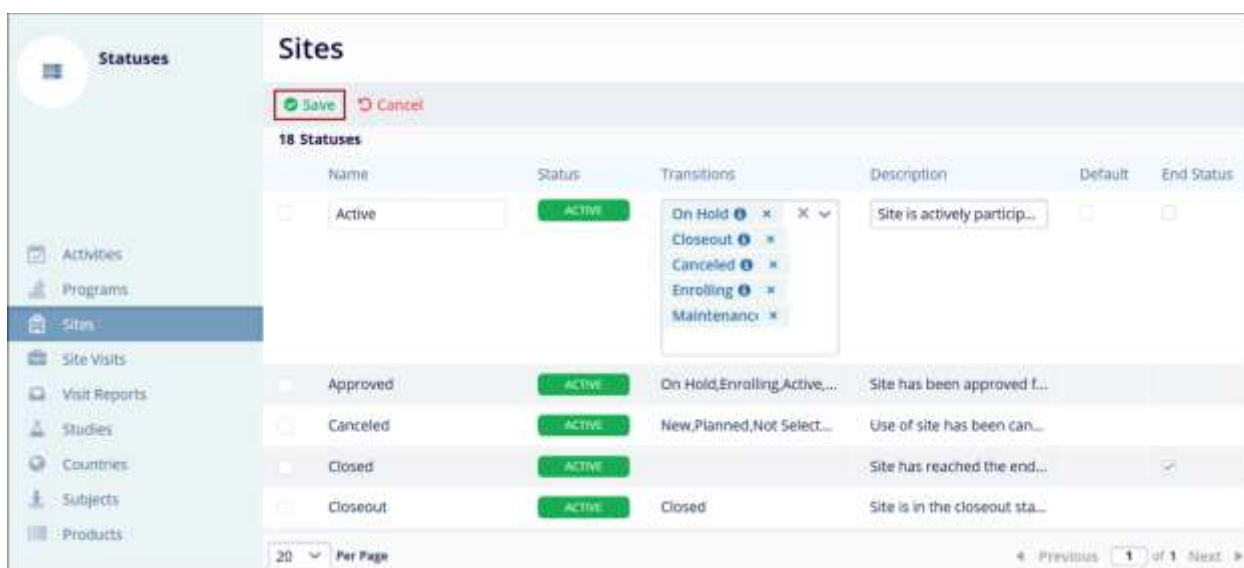 Statuses
Sites
Save Cancel
18 Statuses
Name Status Transitions Description Default End Status
Active ACTIVE On Hold Site is actively particip...
Closeout
Canceled
Enrolling
Maintenanc
Approved ACTIVE On Hold,Enrolling,Active,... Site has been approved f...
Canceled ACTIVE New,Planned,Not Select... Use of site has been can...
Closed ACTIVE Site has reached the end...
Closeout ACTIVE Closed Site is in the closeout sta...
20 Per Page Previous 1 of 1 Next
Activities
Programs
Sites
Site Visits
Visit Reports
Studies
Countries
Subjects
Products